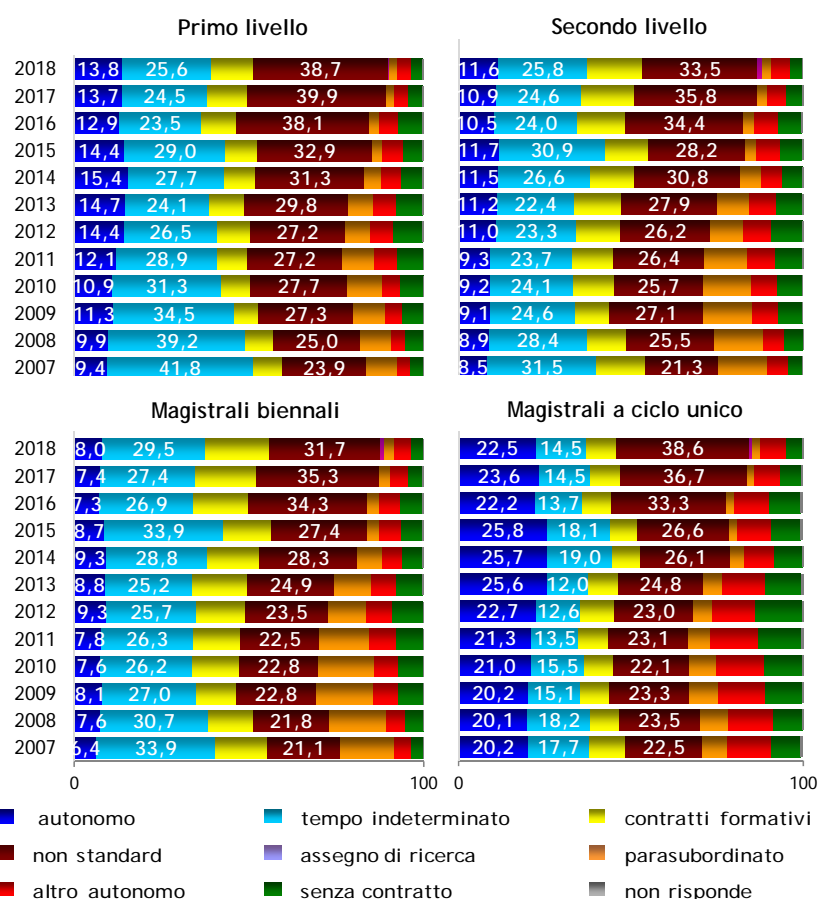 Primo livello
2018 13,8 25,6 38,7
2017 13,7 24,5 39,9
2016 12,9 23,5 38,1
2015 14,4 29,0 32,9
2014 15,4 27,7 31,3
2013 14,7 24,1 29,8
2012 14,4 26,5 27,2
2011 12,1 28,9 27,2
2010 10,9 31,3 27,7
2009 11,3 34,5 27,3
2008 9,9 39,2 25,0
2007 9,4 41,8 23,9
Secondo livello
11,6 25,8 33,5
10,9 24,6 35,8
10,5 24,0 34,4
11,7 30,9 28,2
11,5 26,6 30,8
11,2 22,4 27,9
11,0 23,3 26,2
9,3 23,7 26,4
9,2 24,1 25,7
9,1 24,6 27,1
8,9 28,4 25,5
8,5 31,5 21,3
Magistrali biennali
2018 8,0 29,5 31,7
2017 7,4 27,4 35,3
2016 7,3 26,9 34,3
2015 8,7 33,9 27,4
2014 9,3 28,8 28,3
2013 8,8 25,2 24,9
2012 9,3 25,7 23,5
2011 7,8 26,3 22,5
2010 7,6 26,2 22,8
2009 8,1 27,0 22,8
2008 7,6 30,7 21,8
2007 6,4 33,9 21,1
0 100
Magistrali a ciclo unico
22,5 14,5 38,6
23,6 14,5 36,7
22,2 13,7 33,3
25,8 18,1 26,6
25,7 19,0 26,1
25,6 12,0 24,8
22,7 12,6 23,0
21,3 13,5 23,1
21,0 15,5 22,1
20,2 15,1 23,3
20,1 18,2 23,5
20,2 17,7 22,5
0 100
autonomo tempo indeterminato contratti formativi
non standard assegno di ricerca parasubordinato
altro autonomo senza contratto non risponde